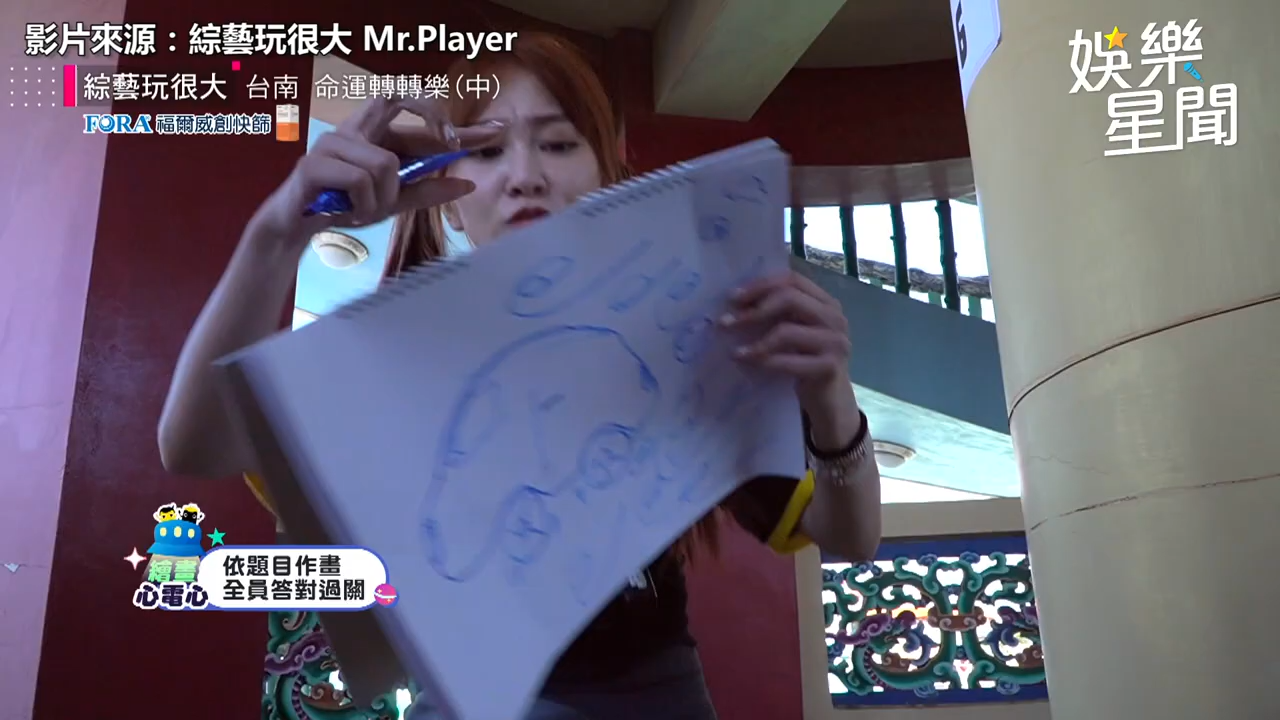 影片來源：綜藝玩很大 Mr.Player
綜藝玩很大 台南 命運轉轉樂(中)
FORA 福爾威創快篩
娛樂
星聞
繪畫
心電心
依題目作畫
全員答對過關